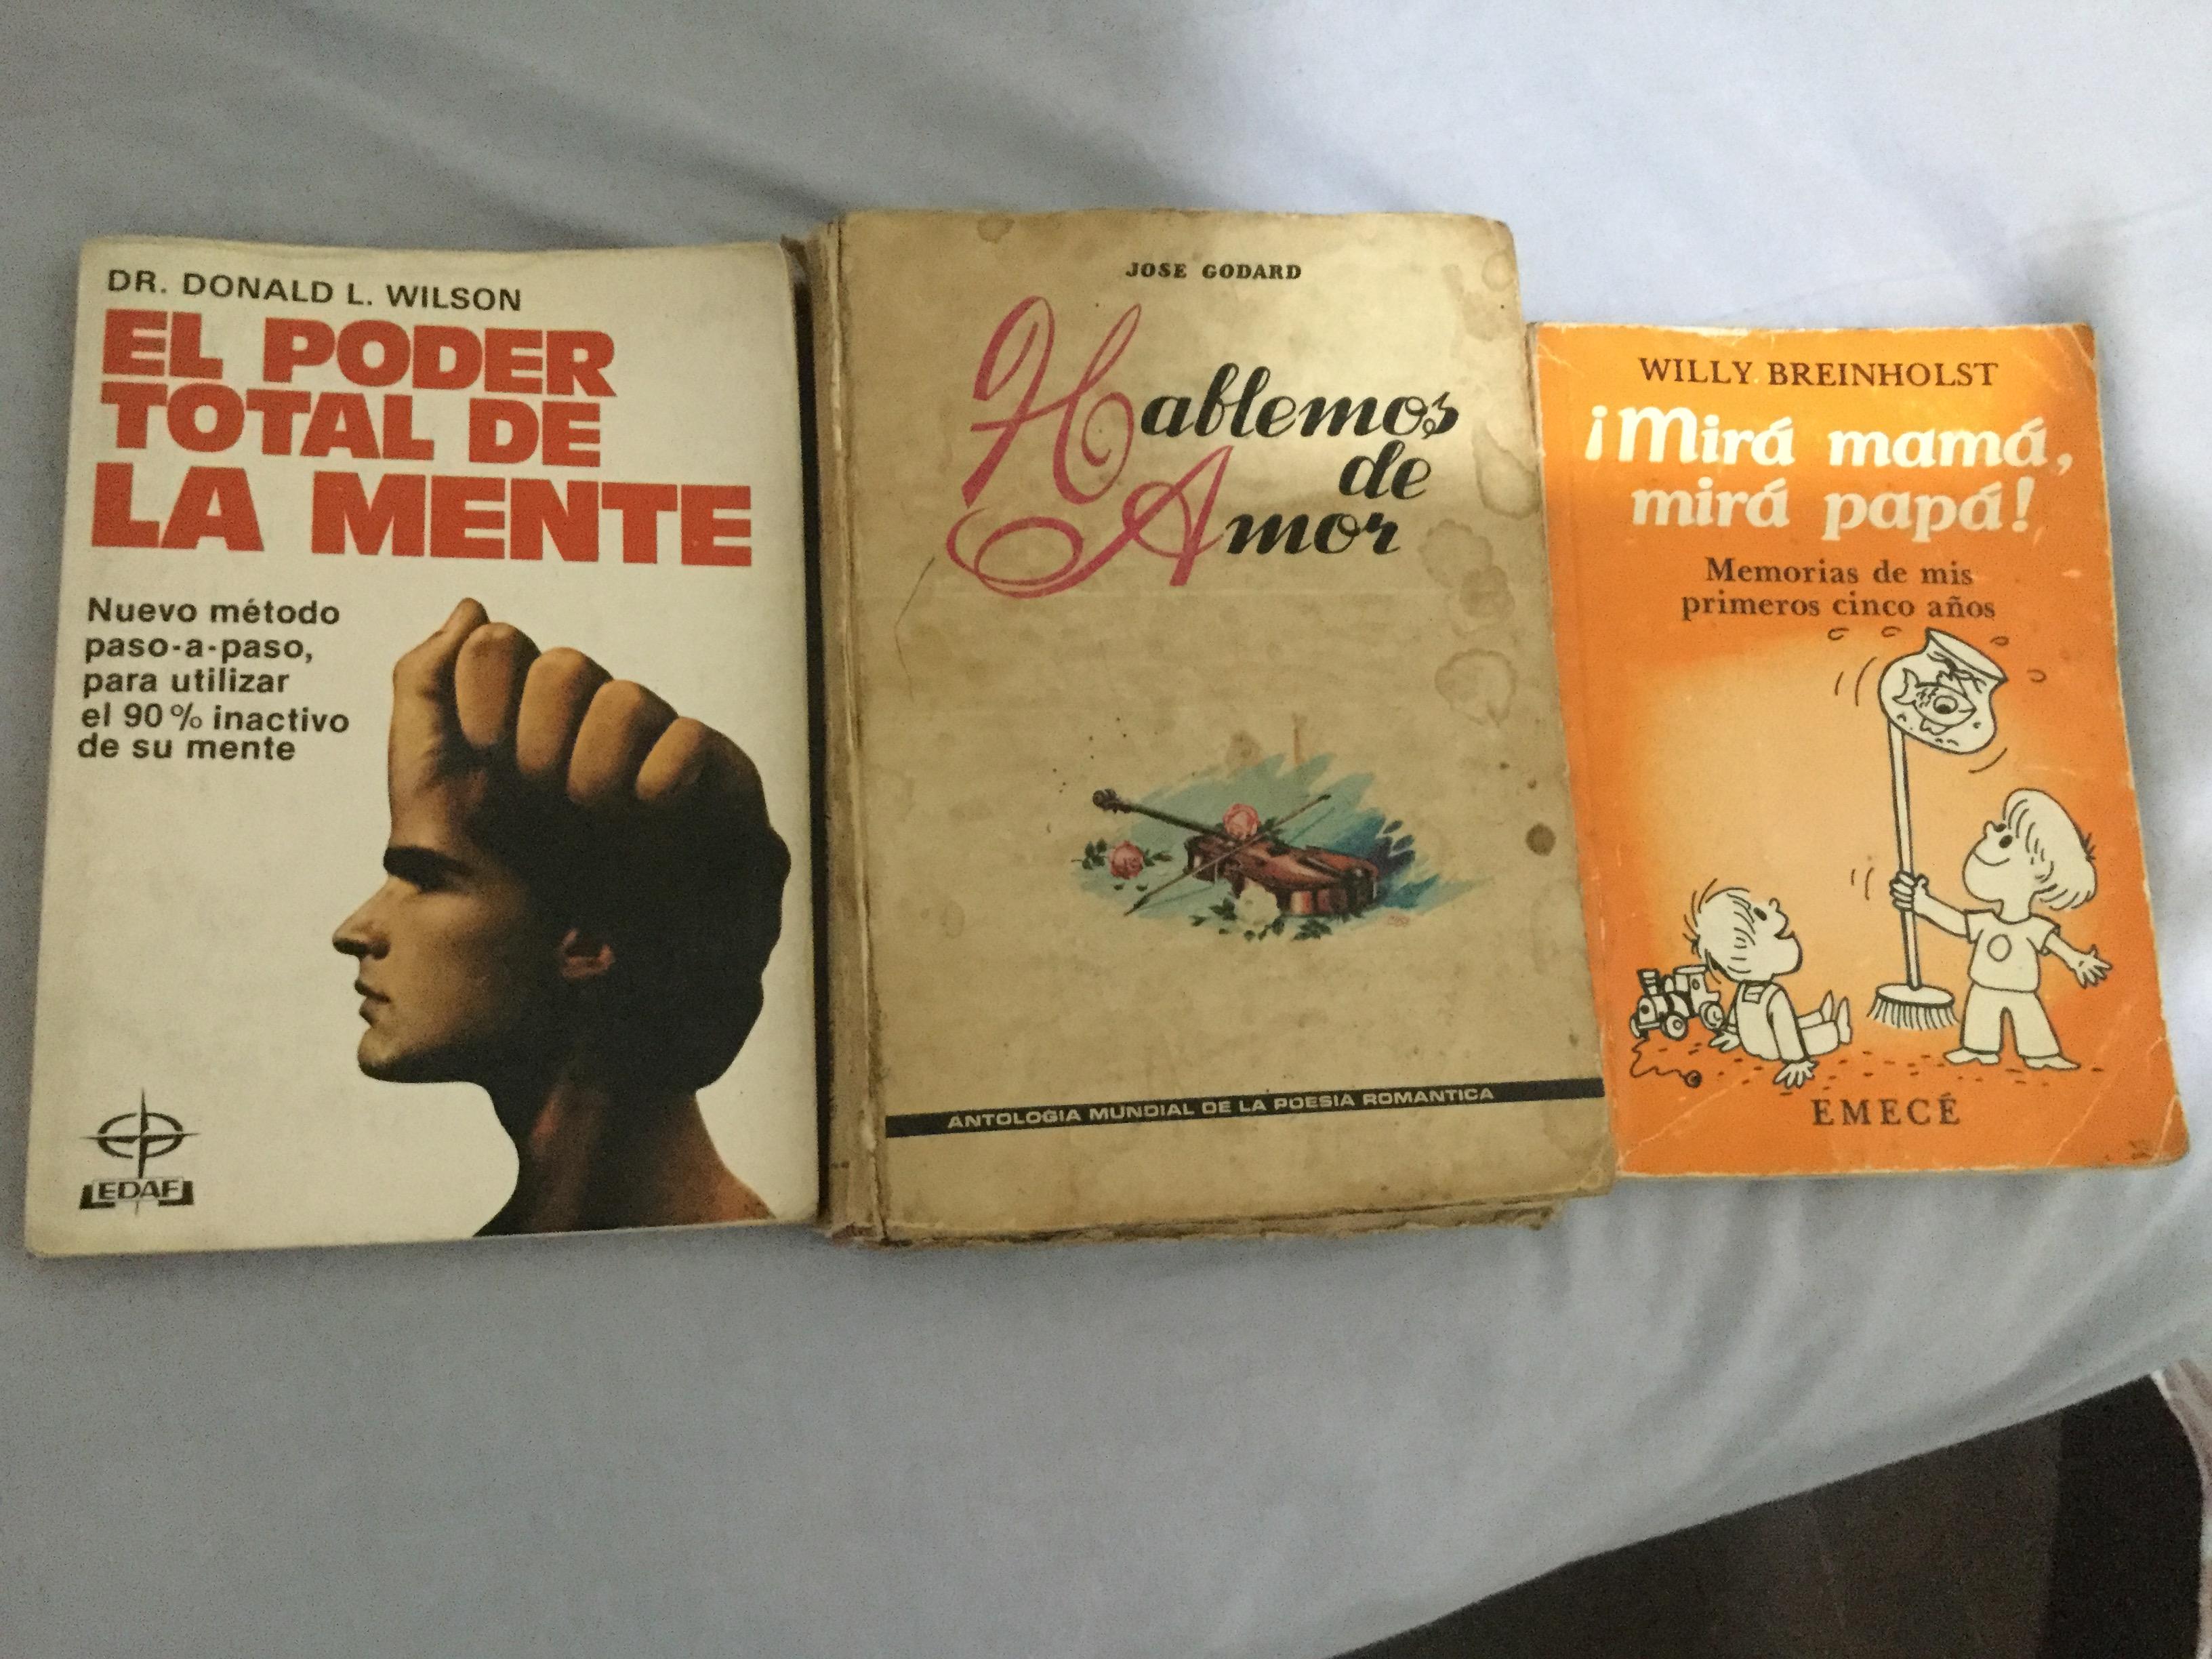 DR. DONALD L. WILSON
EL PODER
TOTAL DE
LA MENTE
Nuevo método
paso-a-paso,
para utilizar
el 90% inactivo
de su mente
EDAF
JOSE GODARD
Hablemos
de
Amor
ANTOLOGIA MUNDIAL DE LA POESIA ROMANTICA
WILLY BREINHOLST
¡Mirá mamá,
mirá papá!
Memorias de mis
primeros cinco años
EMECÉ